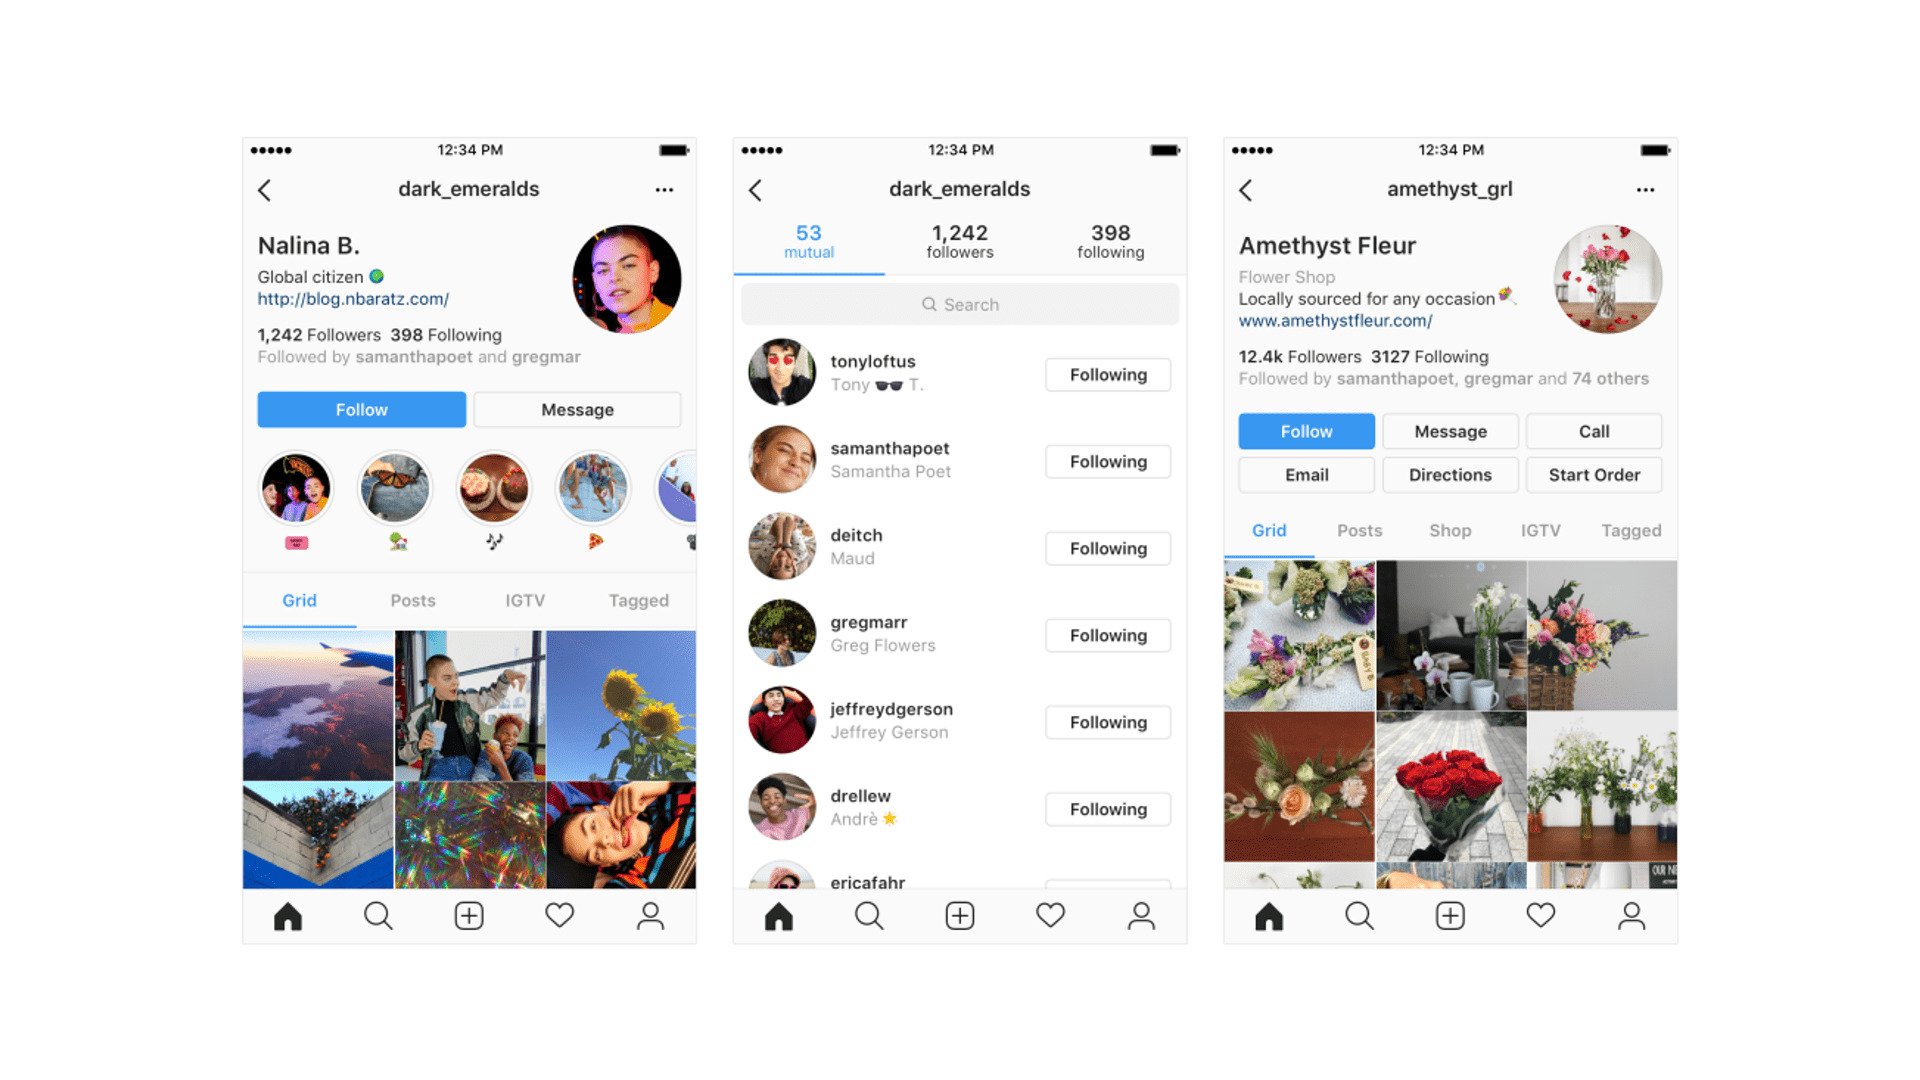 12:34 PM
dark_emeralds
Nalina B.
Global citizen
http://blog.nbaratz.com/
1,242 Followers 398 Following
Followed by samanthapoet and gregmar
Follow
Message
Grid
Posts
IGTV
Tagged
12:34 PM
dark_emeralds
53
mutual
1,242
followers
398
following
Search
tonyloftus
Tony 🕶️ T.
Following
samanthapoet
Samantha Poet
Following
deitch
Maud
Following
gregmarr
Greg Flowers
Following
jeffreydgerson
Jeffrey Gerson
Following
drellew
Andrè ⭐
Following
ericafahr
12:34 PM
amethyst_grl
Amethyst Fleur
Flower Shop
Locally sourced for any occasion
www.amethystfleur.com/
12.4k Followers 3127 Following
Followed by samanthapoet, gregmar and 74 others
Follow
Message
Call
Email
Directions
Start Order
Grid
Posts
Shop
IGTV
Tagged